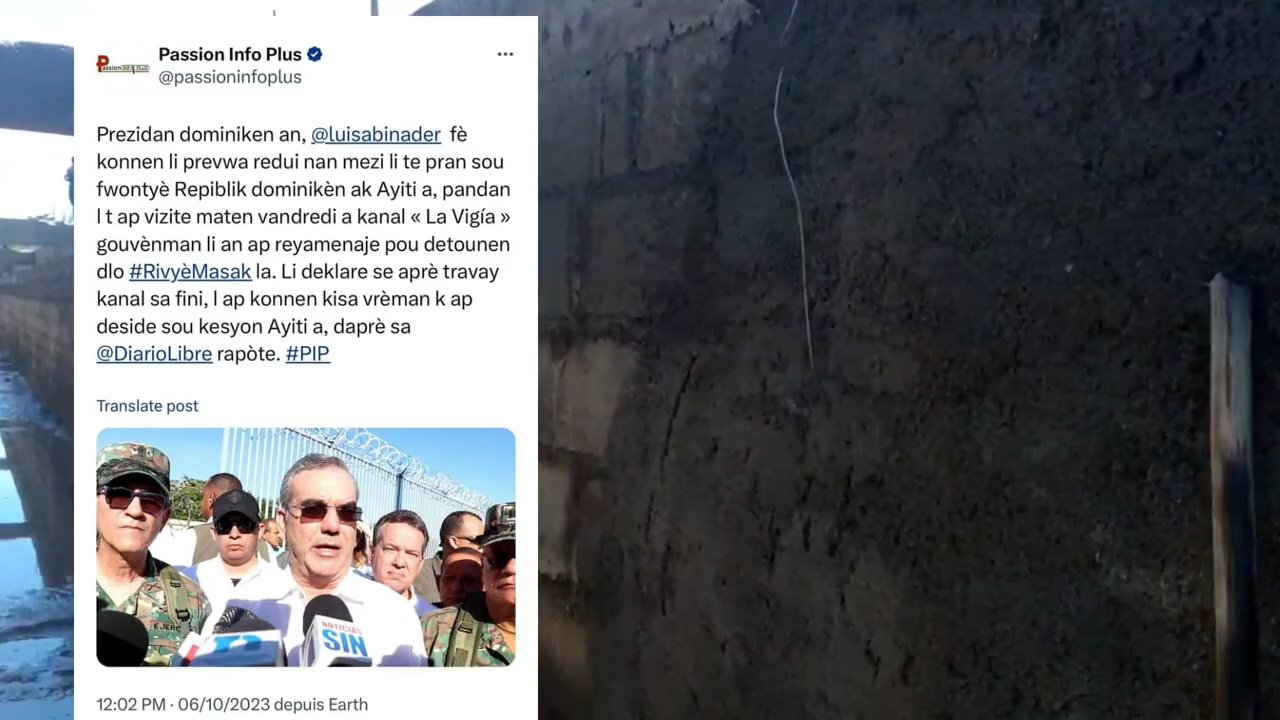 Passion Info Plus
@passioninfoplus
Prezidan dominiken an, @luisabinader fè
konnen li prevwa redui nan mezi li te pran sou
fwontyè Repiblik dominikèn ak Ayiti a, pandan
l t ap vizite maten vandredi a kanal « La Vigía »
gouvènman li an ap reyamenaje pou detounen
dlo #RivyèMasak la. Li deklare se aprè travay
kanal sa fini, l ap konnen kisa vrèman k ap
deside sou kesyon Ayiti a, daprè sa
@DiarioLibre rapòte. #PIP
Translate post
EJERC
NOTICIAS
SIN
12:02 PM · 06/10/2023 depuis Earth